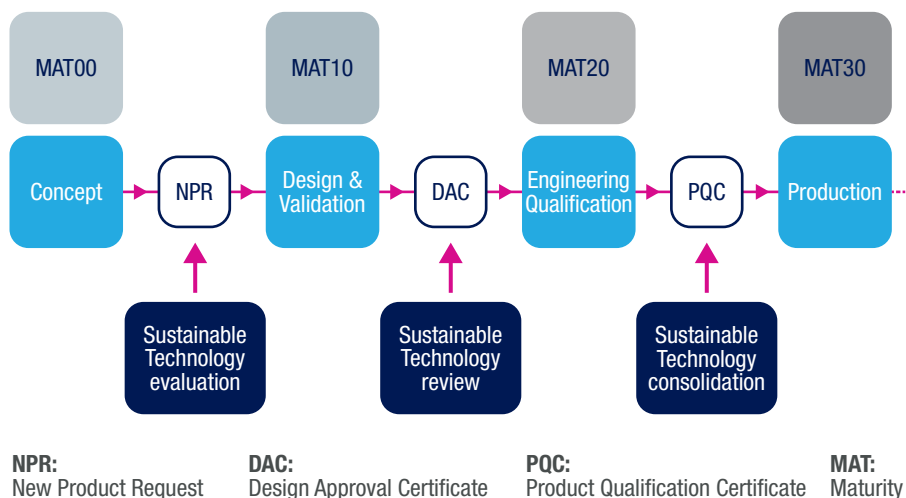 MAT00
MAT10
MAT20
MAT30
Concept
NPR
Design &
Validation
DAC
Engineering
Qualification
PQC
Production
Sustainable
Technology
evaluation
Sustainable
Technology
review
Sustainable
Technology
consolidation
NPR:
New Product Request
DAC:
Design Approval Certificate
PQC:
Product Qualification Certificate
MAT:
Maturity